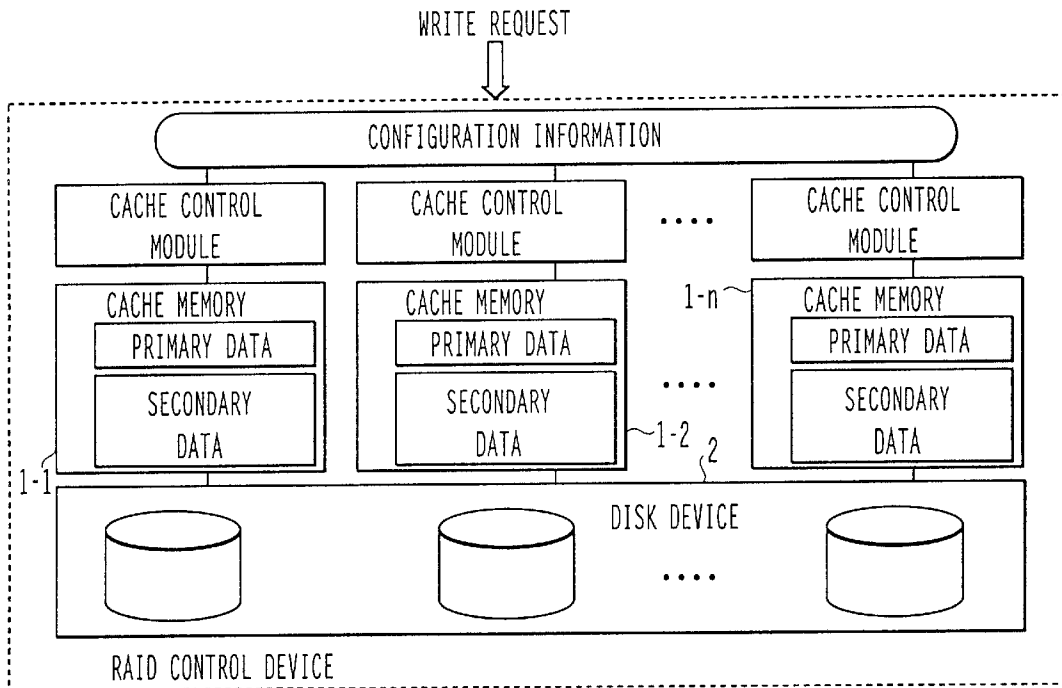 WRITE REQUEST
CONFIGURATION INFORMATION
CACHE CONTROL
MODULE
CACHE CONTROL
MODULE
....
CACHE CONTROL
MODULE
CACHE MEMORY
PRIMARY DATA
SECONDARY
DATA
1-1
CACHE MEMORY
PRIMARY DATA
SECONDARY
DATA
1-2
....
1-n
CACHE MEMORY
PRIMARY DATA
SECONDARY
DATA
2
DISK DEVICE
....
RAID CONTROL DEVICE